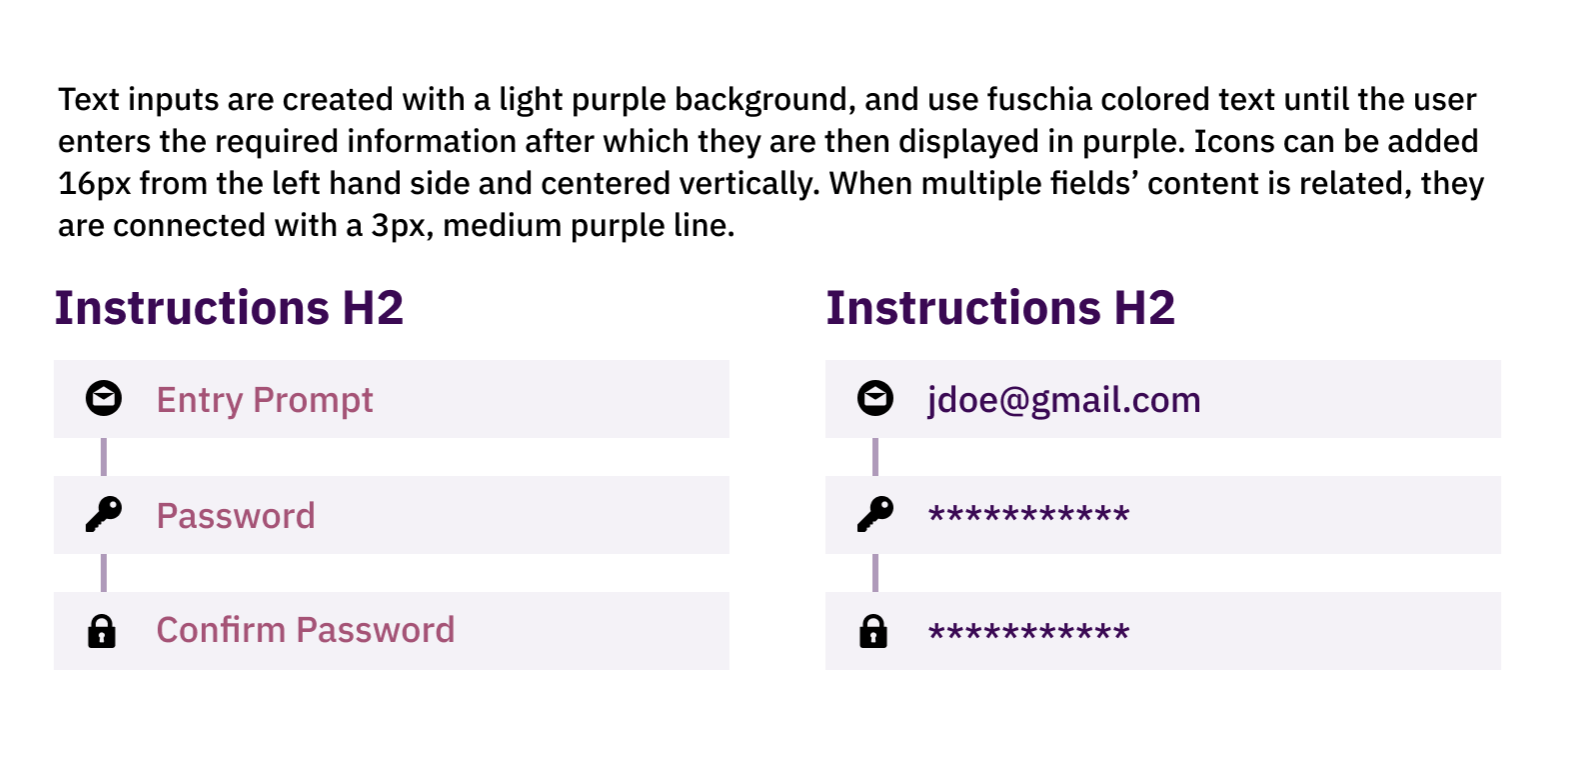 Text inputs are created with a light purple background, and use fuschia colored text until the user
enters the required information after which they are then displayed in purple. Icons can be added
16px from the left hand side and centered vertically. When multiple fields’ content is related, they
are connected with a 3px, medium purple line.
Instructions H2
Entry Prompt
Password
Confirm Password
Instructions H2
jdoe@gmail.com
***********
***********